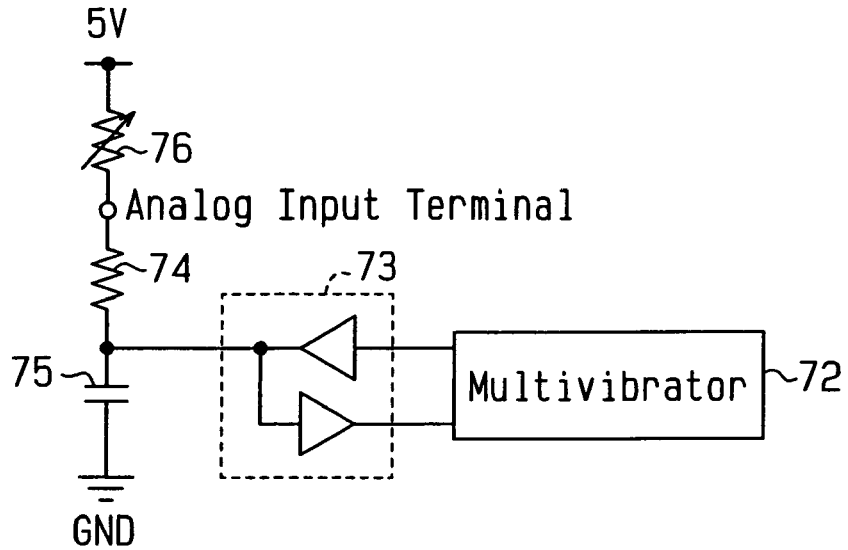 5V
76
Analog Input Terminal
74
73
75
Multivibrator
72
GND